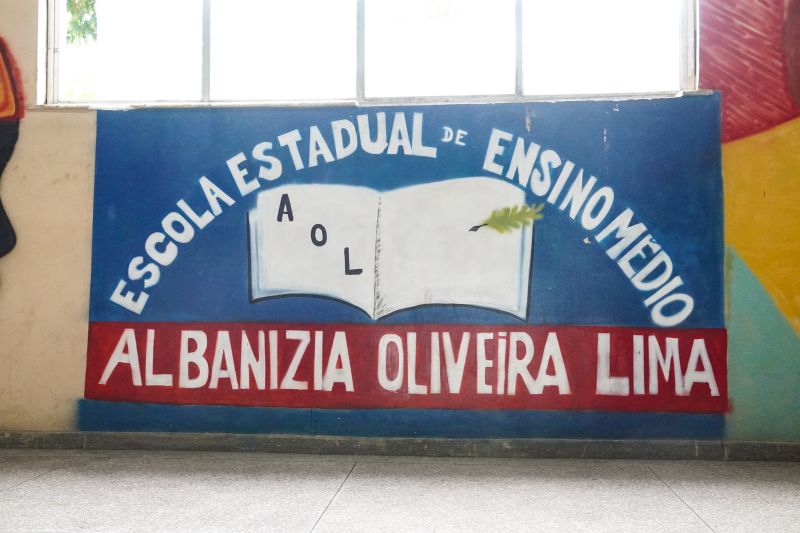 ESCOLA ESTADUAL DE ENSINO MÉDIO
A O L
ALBANIZIA OLIVEIRA LIMA